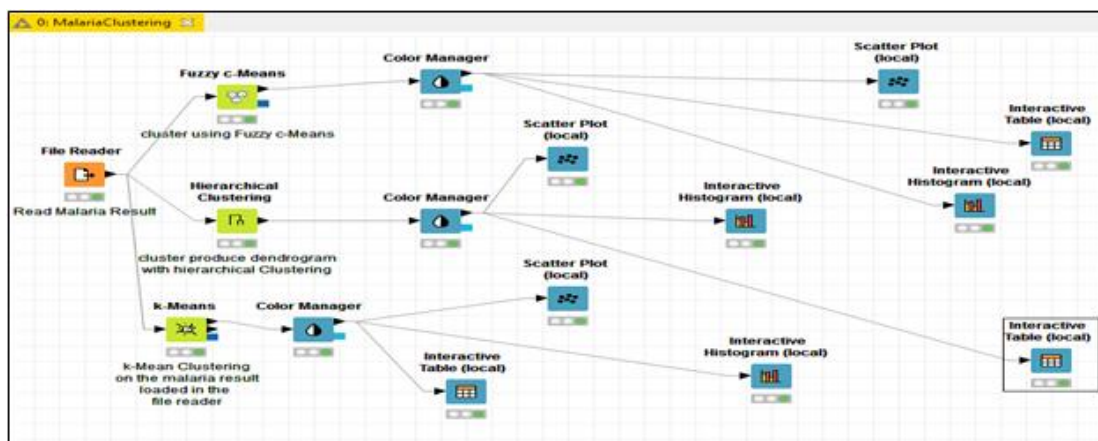 0: MalariaClustering
Fuzzy c-Means
cluster using Fuzzy c-Means
Color Manager
Scatter Plot
(local)
Interactive
Table (local)
Interactive
Histogram (local)
File Reader
Read Malaria Result
Hierarchical
Clustering
cluster produce dendrogram
with hierarchical Clustering
Color Manager
Scatter Plot
(local)
Interactive
Histogram (local)
Interactive
Table (local)
k-Means
k-Mean Clustering
on the malaria result
loaded in the
file reader
Color Manager
Scatter Plot
(local)
Interactive
Table (local)
Interactive
Histogram (local)